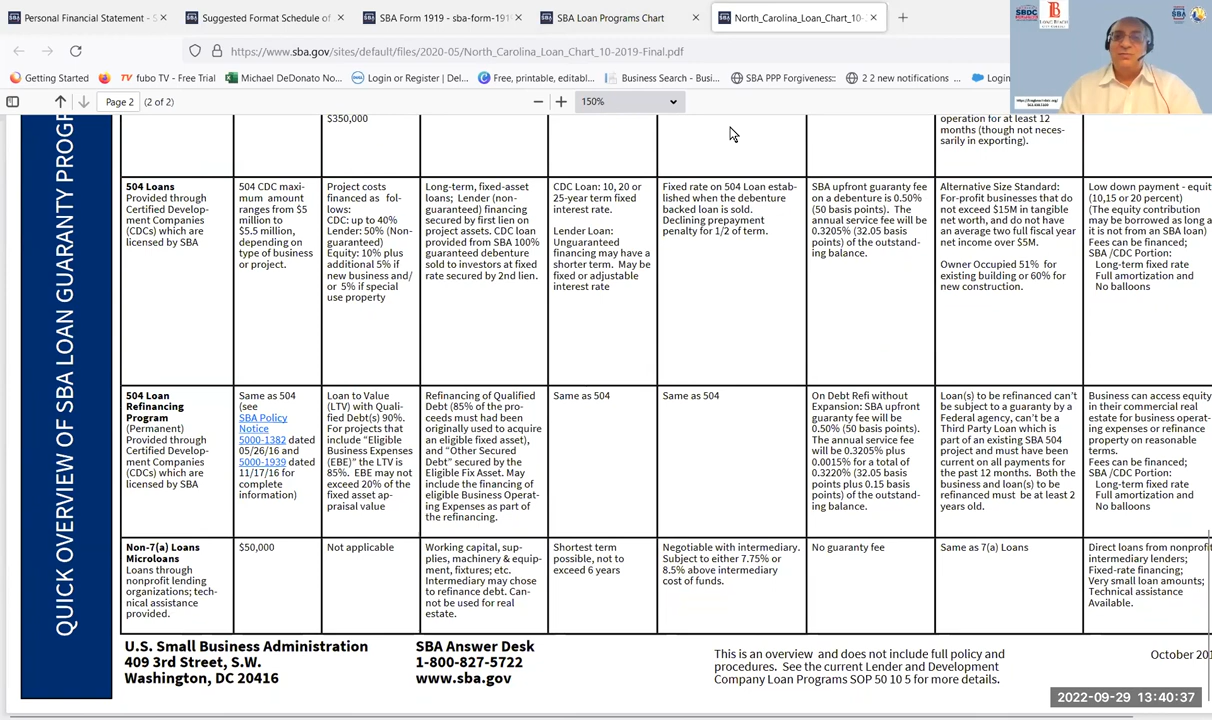 Personal Financial Statement - S
Suggested Format Schedule of
SBA Form 1919 - sba-form-191
SBA Loan Programs Chart
North_Carolina_Loan_Chart_10-
https://www.sba.gov/sites/default/files/2020-05/North_Carolina_Loan_Chart_10-2019-Final.pdf
Getting Started
fubo TV - Free Trial
Michael DeDonato No...
Login or Register | Del...
Free, printable, editabl...
Business Search - Busi...
SBA PPP Forgiveness:
2 2 new notifications ...
Login
Page 2
(2 of 2)
150%
SBDC
LONG BEACH
SBA
QUICK OVERVIEW OF SBA LOAN GUARANTY PROGR
$350,000
operation for at least 12
months (though not neces-
sarily in exporting).
504 Loans
Provided through
Certified Develop-
ment Companies
(CDCs) which are
licensed by SBA
504 CDC maxi-
mum amount
ranges from $5
million to
$5.5 million,
depending on
type of business
or project.
Project costs
financed as fol-
lows:
CDC: up to 40%
Lender: 50% (Non-
guaranteed)
Equity: 10% plus
additional 5% if
new business and/
or 5% if special
use property
Long-term, fixed-asset
loans; Lender (non-
guaranteed) financing
secured by first lien on
project assets. CDC loan
provided from SBA 100%
guaranteed debenture
sold to investors at fixed
rate secured by 2nd lien.
CDC Loan: 10, 20 or
25-year term fixed
interest rate.
Lender Loan:
Unguaranteed
financing may have a
shorter term. May be
fixed or adjustable
interest rate
Fixed rate on 504 Loan estab-
lished when the debenture
backed loan is sold.
Declining prepayment
penalty for 1/2 of term.
SBA upfront guaranty fee
on a debenture is 0.50%
(50 basis points). The
annual service fee will be
0.3205% (32.05 basis
points) of the outstand-
ing balance.
Alternative Size Standard:
For-profit businesses that do
not exceed $15M in tangible
net worth, and do not have
an average two full fiscal year
net income over $5M.
Owner Occupied 51% for
existing building or 60% for
new construction.
Low down payment - equity
(10,15 or 20 percent)
(The equity contribution
may be borrowed as long a
it is not from an SBA loan)
Fees can be financed;
SBA /CDC Portion:
Long-term fixed rate
Full amortization and
No balloons
504 Loan
Refinancing
Program
(Permanent)
Provided through
Certified Develop-
ment Companies
(CDCs) which are
licensed by SBA
Same as 504
(see
SBA Policy
Notice
5000-1382 dated
05/26/16 and
5000-1939 dated
11/17/16 for
complete
information)
Loan to Value
(LTV) with Quali-
fied Debt(s) 90%.
For projects that
include “Eligible
Business Expenses
(EBE)” the LTV is
85%. EBE may not
exceed 20% of the
fixed asset ap-
praisal value
Refinancing of Qualified
Debt (85% of the pro-
ceeds must had been
originally used to acquire
an eligible fixed asset),
and “Other Secured
Debt” secured by the
Eligible Fix Asset. May
include the financing of
eligible Business Operat-
ing Expenses as part of
the refinancing.
Same as 504
Same as 504
On Debt Refi without
Expansion: SBA upfront
guaranty fee will be
0.50% (50 basis points).
The annual service fee
will be 0.3205% plus
0.0015% for a total of
0.3220% (32.05 basis
points plus 0.15 basis
points) of the outstand-
ing balance.
Loan(s) to be refinanced can’t
be subject to a guaranty by a
Federal agency, can’t be a
Third Party Loan which is
part of an existing SBA 504
project and must have been
current on all payments for
the past 12 months. Both the
business and loan(s) to be
refinanced must be at least 2
years old.
Business can access equity
in their commercial real
estate for business operat-
ing expenses or refinance
property on reasonable
terms.
Fees can be financed;
SBA /CDC Portion:
Long-term fixed rate
Full amortization and
No balloons
Non-7(a) Loans
Microloans
Loans through
nonprofit lending
organizations; tech-
nical assistance
provided.
$50,000
Not applicable
Working capital, sup-
plies, machinery & equip-
ment, fixtures; etc.
Intermediary may chose
to refinance debt. Can-
not be used for real
estate.
Shortest term
possible, not to
exceed 6 years
Negotiable with intermediary.
Subject to either 7.75% or
8.5% above intermediary
cost of funds.
No guaranty fee
Same as 7(a) Loans
Direct loans from nonprofit
intermediary lenders;
Fixed-rate financing;
Very small loan amounts;
Technical assistance
Available.
U.S. Small Business Administration
409 3rd Street, S.W.
Washington, DC 20416
SBA Answer Desk
1-800-827-5722
www.sba.gov
This is an overview and does not include full policy and
procedures. See the current Lender and Development
Company Loan Programs SOP 50 10 5 for more details.
October 201
2022-09-29 13:40:37